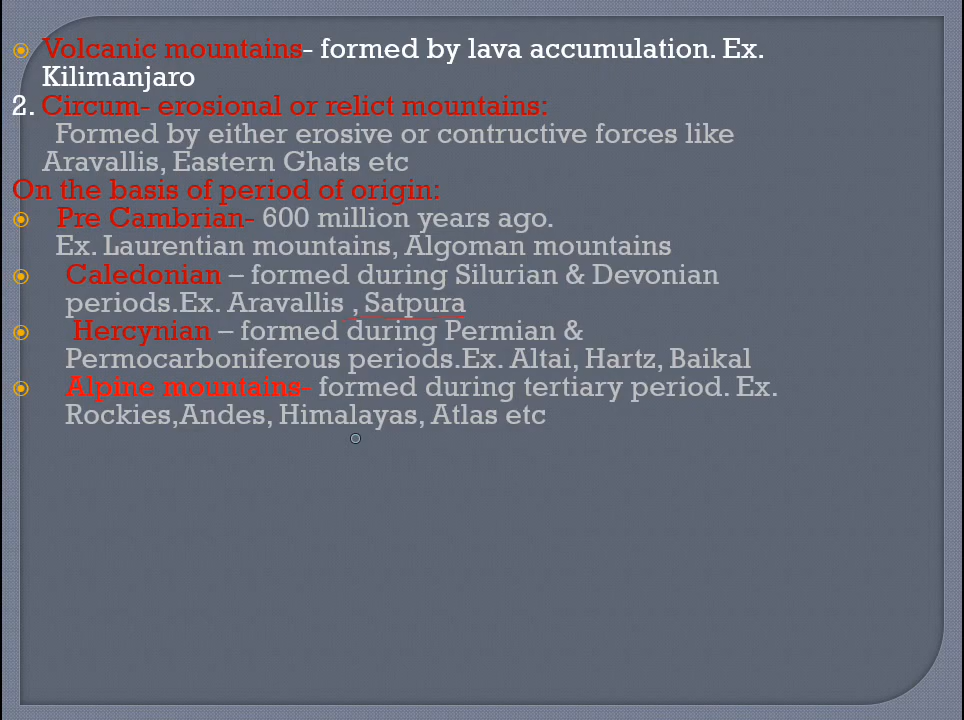 Volcanic mountains- formed by lava accumulation. Ex.
Kilimanjaro
2. Circum- erosional or relict mountains:
Formed by either erosive or contructive forces like
Aravallis, Eastern Ghats etc
On the basis of period of origin:
Pre Cambrian- 600 million years ago.
Ex. Laurentian mountains, Algoman mountains
Caledonian – formed during Silurian & Devonian
periods.Ex. Aravallis , Satpura
Hercynian – formed during Permian &
Permocarboniferous periods.Ex. Altai, Hartz, Baikal
Alpine mountains- formed during tertiary period. Ex.
Rockies,Andes, Himalayas, Atlas etc